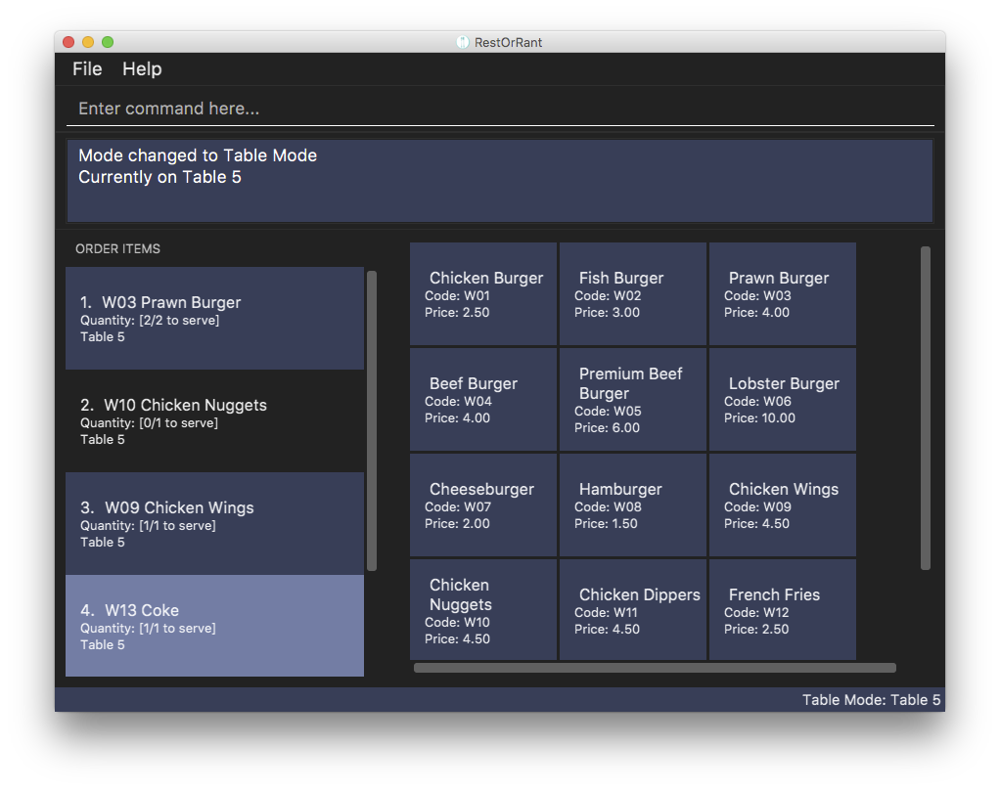 RestOrRant
File Help
Enter command here...
Mode changed to Table Mode
Currently on Table 5
ORDER ITEMS
1. W03 Prawn Burger
Quantity: [2/2 to serve]
Table 5
2. W10 Chicken Nuggets
Quantity: [0/1 to serve]
Table 5
3. W09 Chicken Wings
Quantity: [1/1 to serve]
Table 5
4. W13 Coke
Quantity: [1/1 to serve]
Table 5
Chicken Burger
Code: W01
Price: 2.50
Fish Burger
Code: W02
Price: 3.00
Prawn Burger
Code: W03
Price: 4.00
Beef Burger
Code: W04
Price: 4.00
Premium Beef
Burger
Code: W05
Price: 6.00
Lobster Burger
Code: W06
Price: 10.00
Cheeseburger
Code: W07
Price: 2.00
Hamburger
Code: W08
Price: 1.50
Chicken Wings
Code: W09
Price: 4.50
Chicken
Nuggets
Code: W10
Price: 4.50
Chicken Dippers
Code: W11
Price: 4.50
French Fries
Code: W12
Price: 2.50
Table Mode: Table 5